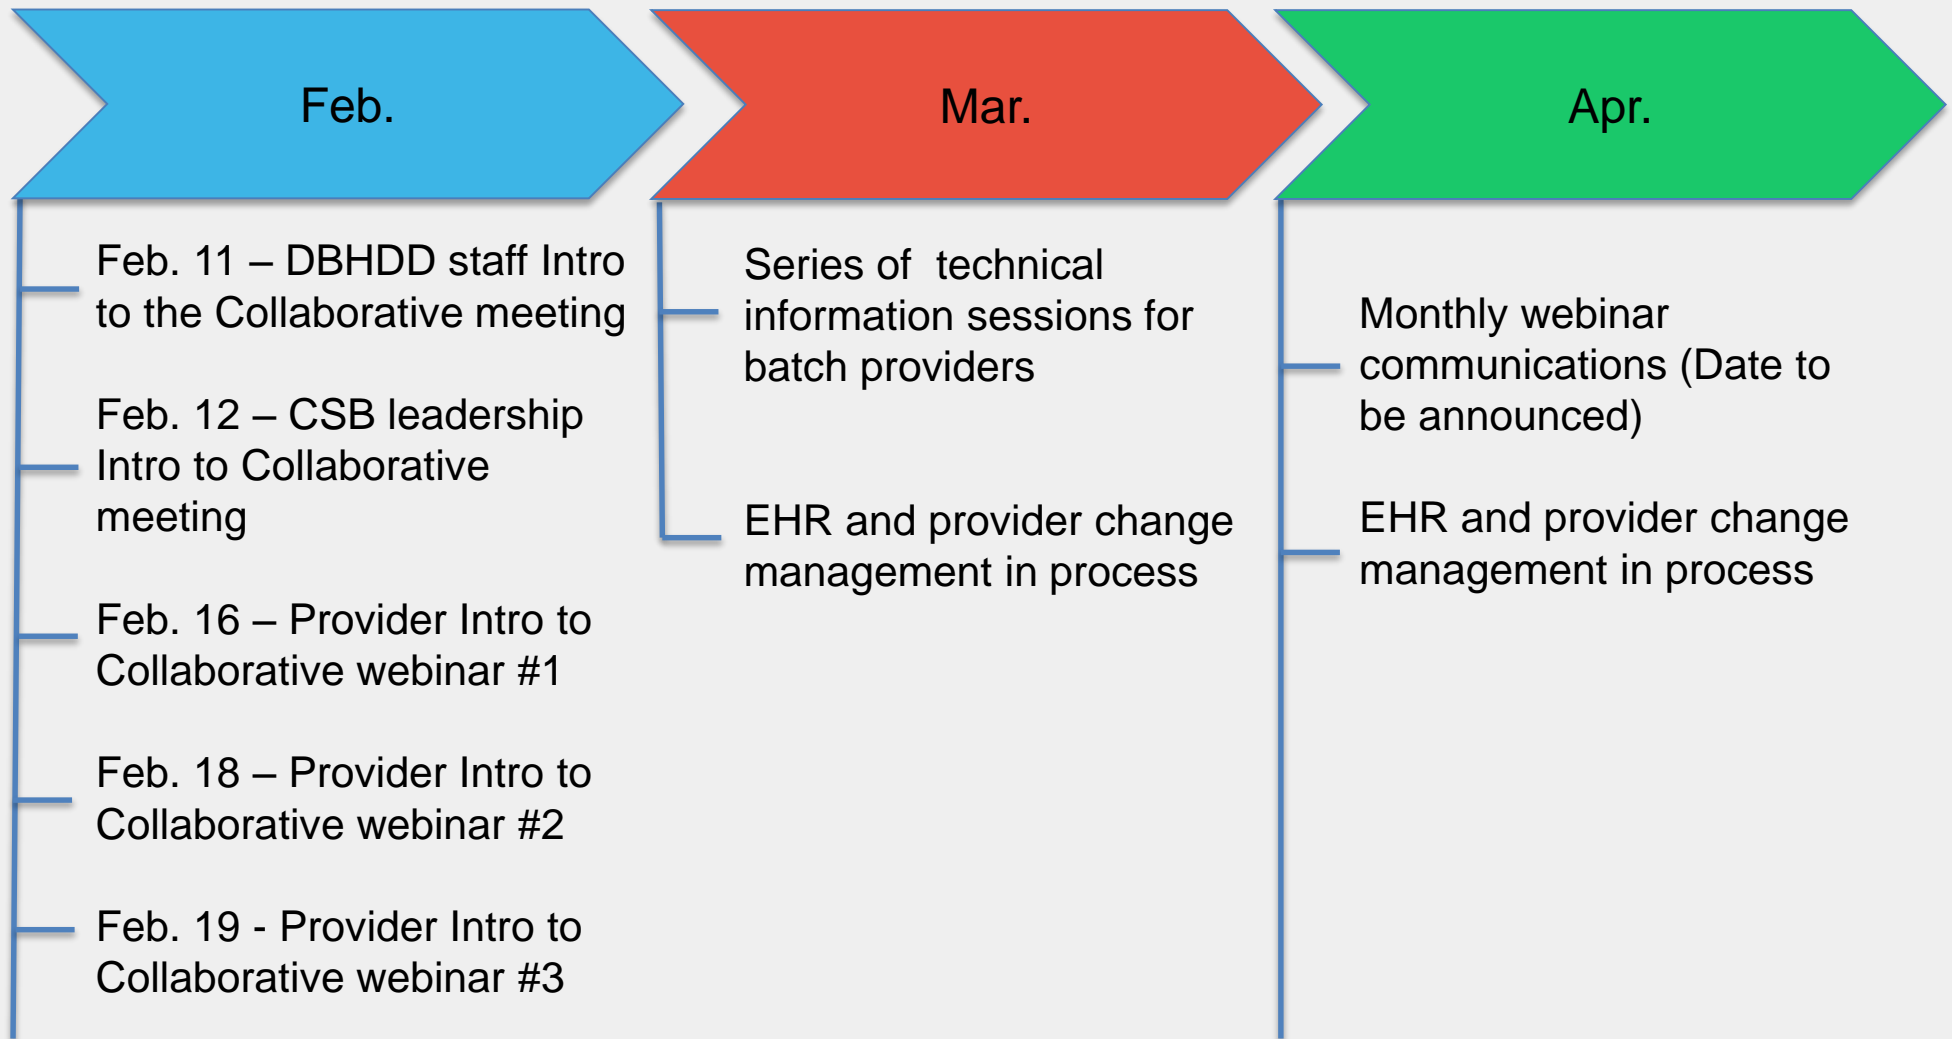 Feb.
Mar.
Apr.
Feb. 11 – DBHDD staff Intro
to the Collaborative meeting
Feb. 12 – CSB leadership
Intro to Collaborative
meeting
Feb. 16 – Provider Intro to
Collaborative webinar #1
Feb. 18 – Provider Intro to
Collaborative webinar #2
Feb. 19 - Provider Intro to
Collaborative webinar #3
Series of  technical
information sessions for
batch providers
EHR and provider change
management in process
Monthly webinar
communications (Date to
be announced)
EHR and provider change
management in process